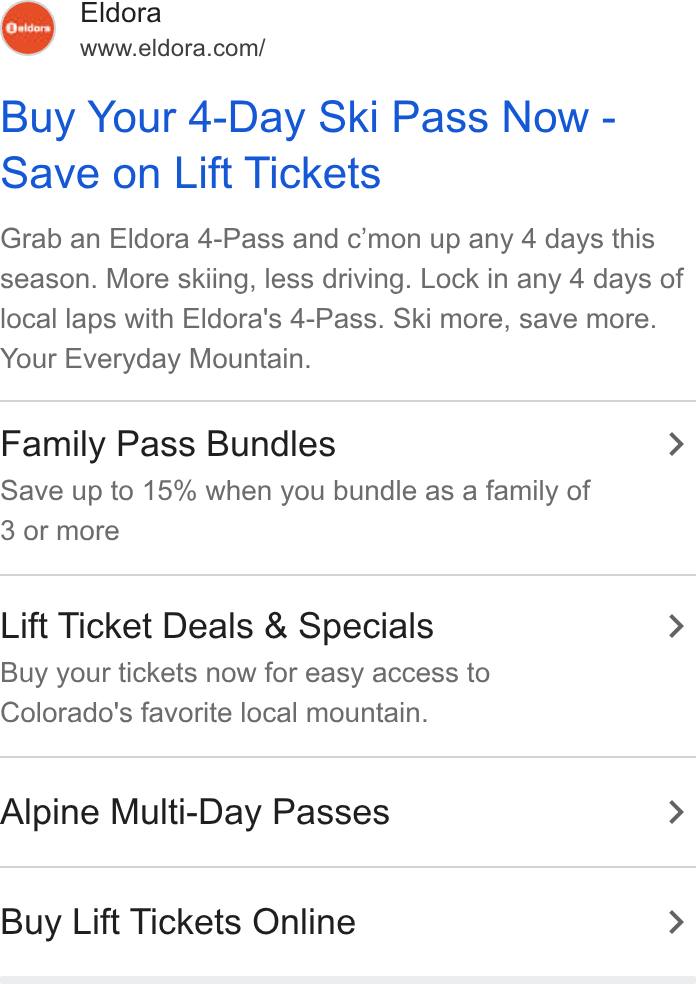 eldora
Eldora
www.eldora.com/
Buy Your 4-Day Ski Pass Now -
Save on Lift Tickets
Grab an Eldora 4-Pass and c’mon up any 4 days this
season. More skiing, less driving. Lock in any 4 days of
local laps with Eldora's 4-Pass. Ski more, save more.
Your Everyday Mountain.
Family Pass Bundles
Save up to 15% when you bundle as a family of
3 or more
Lift Ticket Deals & Specials
Buy your tickets now for easy access to
Colorado's favorite local mountain.
Alpine Multi-Day Passes
Buy Lift Tickets Online